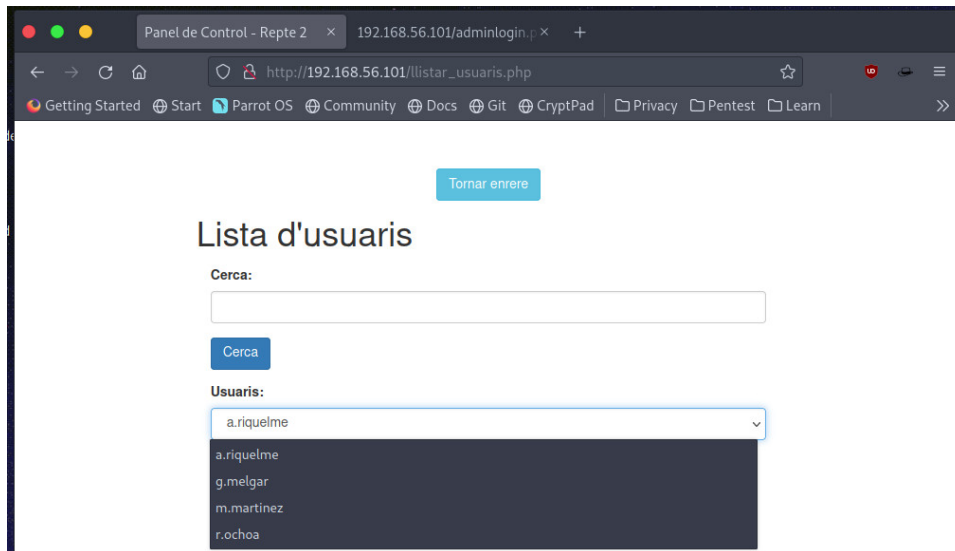 Panel de Control - Repte 2 × 192.168.56.101/adminlogin.p × +
http://192.168.56.101/llistar_usuaris.php
Getting Started Start Parrot OS Community Docs Git CryptPad Privacy Pentest Learn »
Tornar enrere
Lista d'usuaris
Cerca:
Cerca
Usuaris:
a.riquelme
a.riquelme
g.melgar
m.martinez
r.ochoa